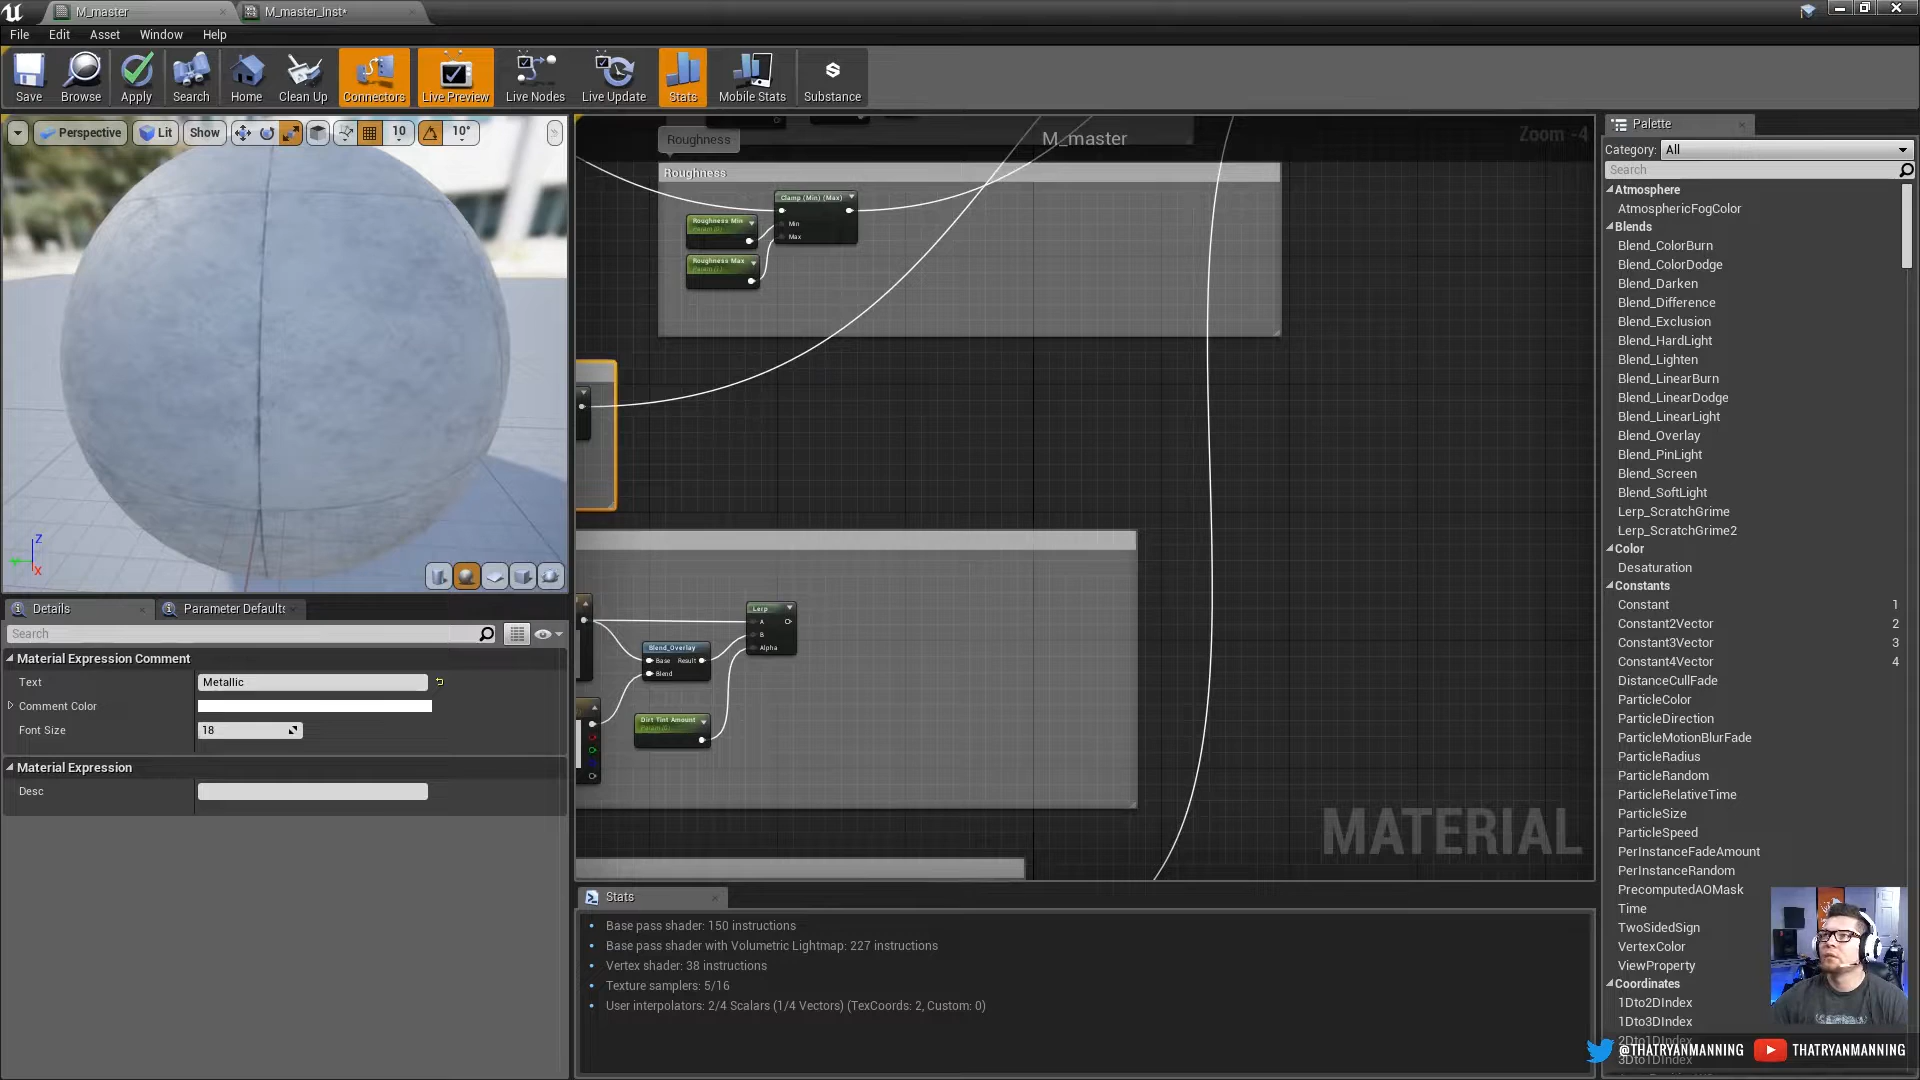 M_master
M_master_Inst*
File
Edit
Asset
Window
Help
Save
Browse
Apply
Search
Home
Clean Up
Connectors
Live Preview
Live Nodes
Live Update
Stats
Mobile Stats
Substance
Perspective
Lit
Show
10
10°
Roughness
M_master
Zoom -4
Roughness
Clamp (Min) (Max)
Min
Max
Roughness Min
Roughness Max
Lerp
A
B
Alpha
Blend_Overlay
Base Result
Blend
Dirt Tint Amount
MATERIAL
Z
X
Details
Parameter Defaults
Search
Material Expression Comment
Text
Metallic
Comment Color
Font Size
18
Material Expression
Desc
Stats
Base pass shader: 150 instructions
Base pass shader with Volumetric Lightmap: 227 instructions
Vertex shader: 38 instructions
Texture samplers: 5/16
User interpolators: 2/4 Scalars (1/4 Vectors) (TexCoords: 2, Custom: 0)
Palette
Category:
All
Search
Atmosphere
AtmosphericFogColor
Blends
Blend_ColorBurn
Blend_ColorDodge
Blend_Darken
Blend_Difference
Blend_Exclusion
Blend_HardLight
Blend_Lighten
Blend_LinearBurn
Blend_LinearDodge
Blend_LinearLight
Blend_Overlay
Blend_PinLight
Blend_Screen
Blend_SoftLight
Lerp_ScratchGrime
Lerp_ScratchGrime2
Color
Desaturation
Constants
Constant 1
Constant2Vector 2
Constant3Vector 3
Constant4Vector 4
DistanceCullFade
ParticleColor
ParticleDirection
ParticleMotionBlurFade
ParticleRadius
ParticleRandom
ParticleRelativeTime
ParticleSize
ParticleSpeed
PerInstanceFadeAmount
PerInstanceRandom
PrecomputedAOMask
Time
TwoSidedSign
VertexColor
ViewProperty
Coordinates
1Dto2DIndex
1Dto3DIndex
2Dto1DIndex
3Dto1DIndex
@THATRYANMANNING
THATRYANMANNING